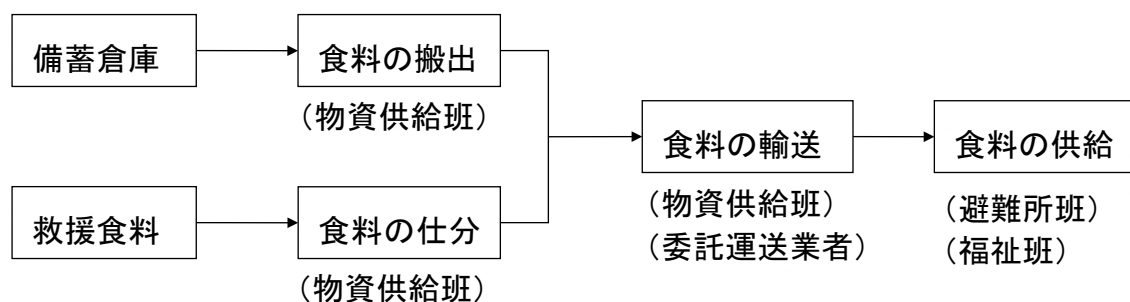 備蓄倉庫
食料の搬出
（物資供給班）
救援食料
食料の仕分
（物資供給班）
食料の輸送
（物資供給班）
（委託運送業者）
食料の供給
（避難所班）
（福祉班）